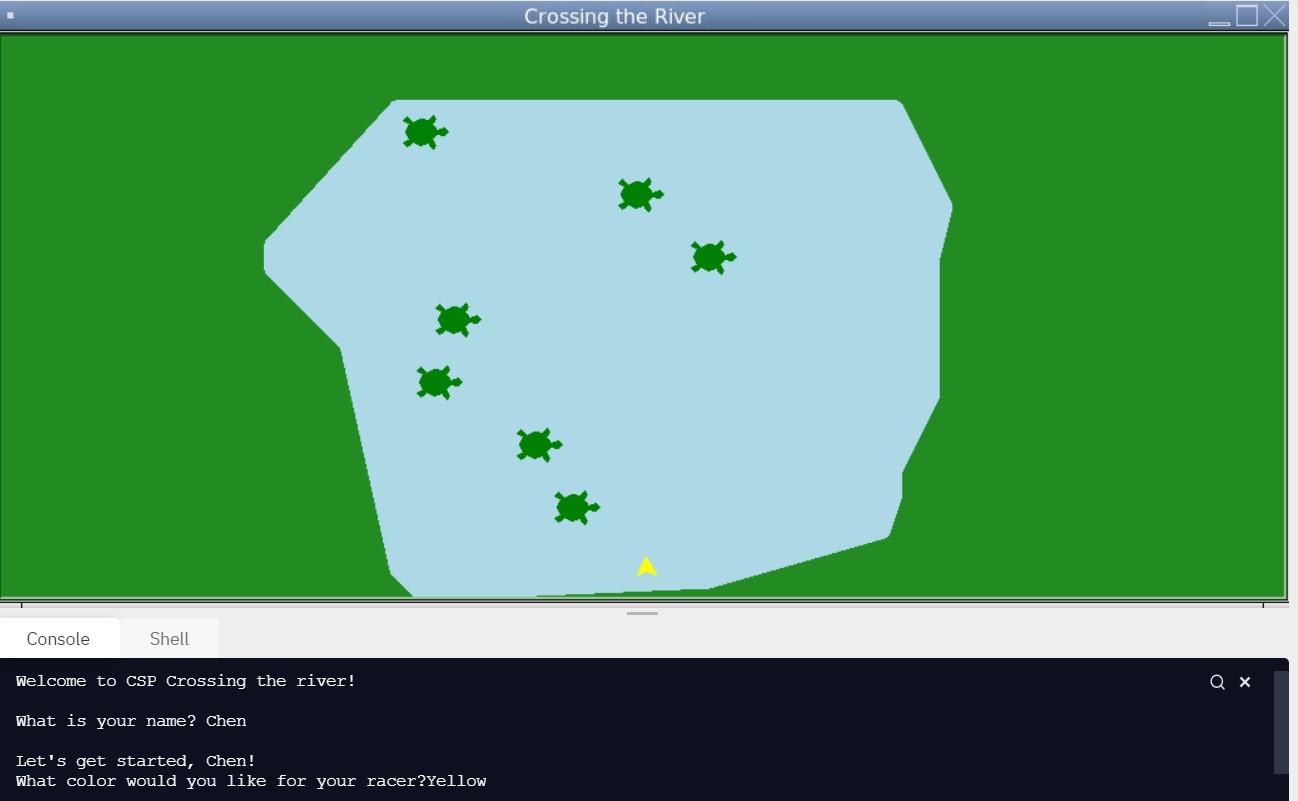 Crossing the River
Console
Shell
Welcome to CSP Crossing the river!
What is your name? Chen
Let's get started, Chen!
What color would you like for your racer?Yellow